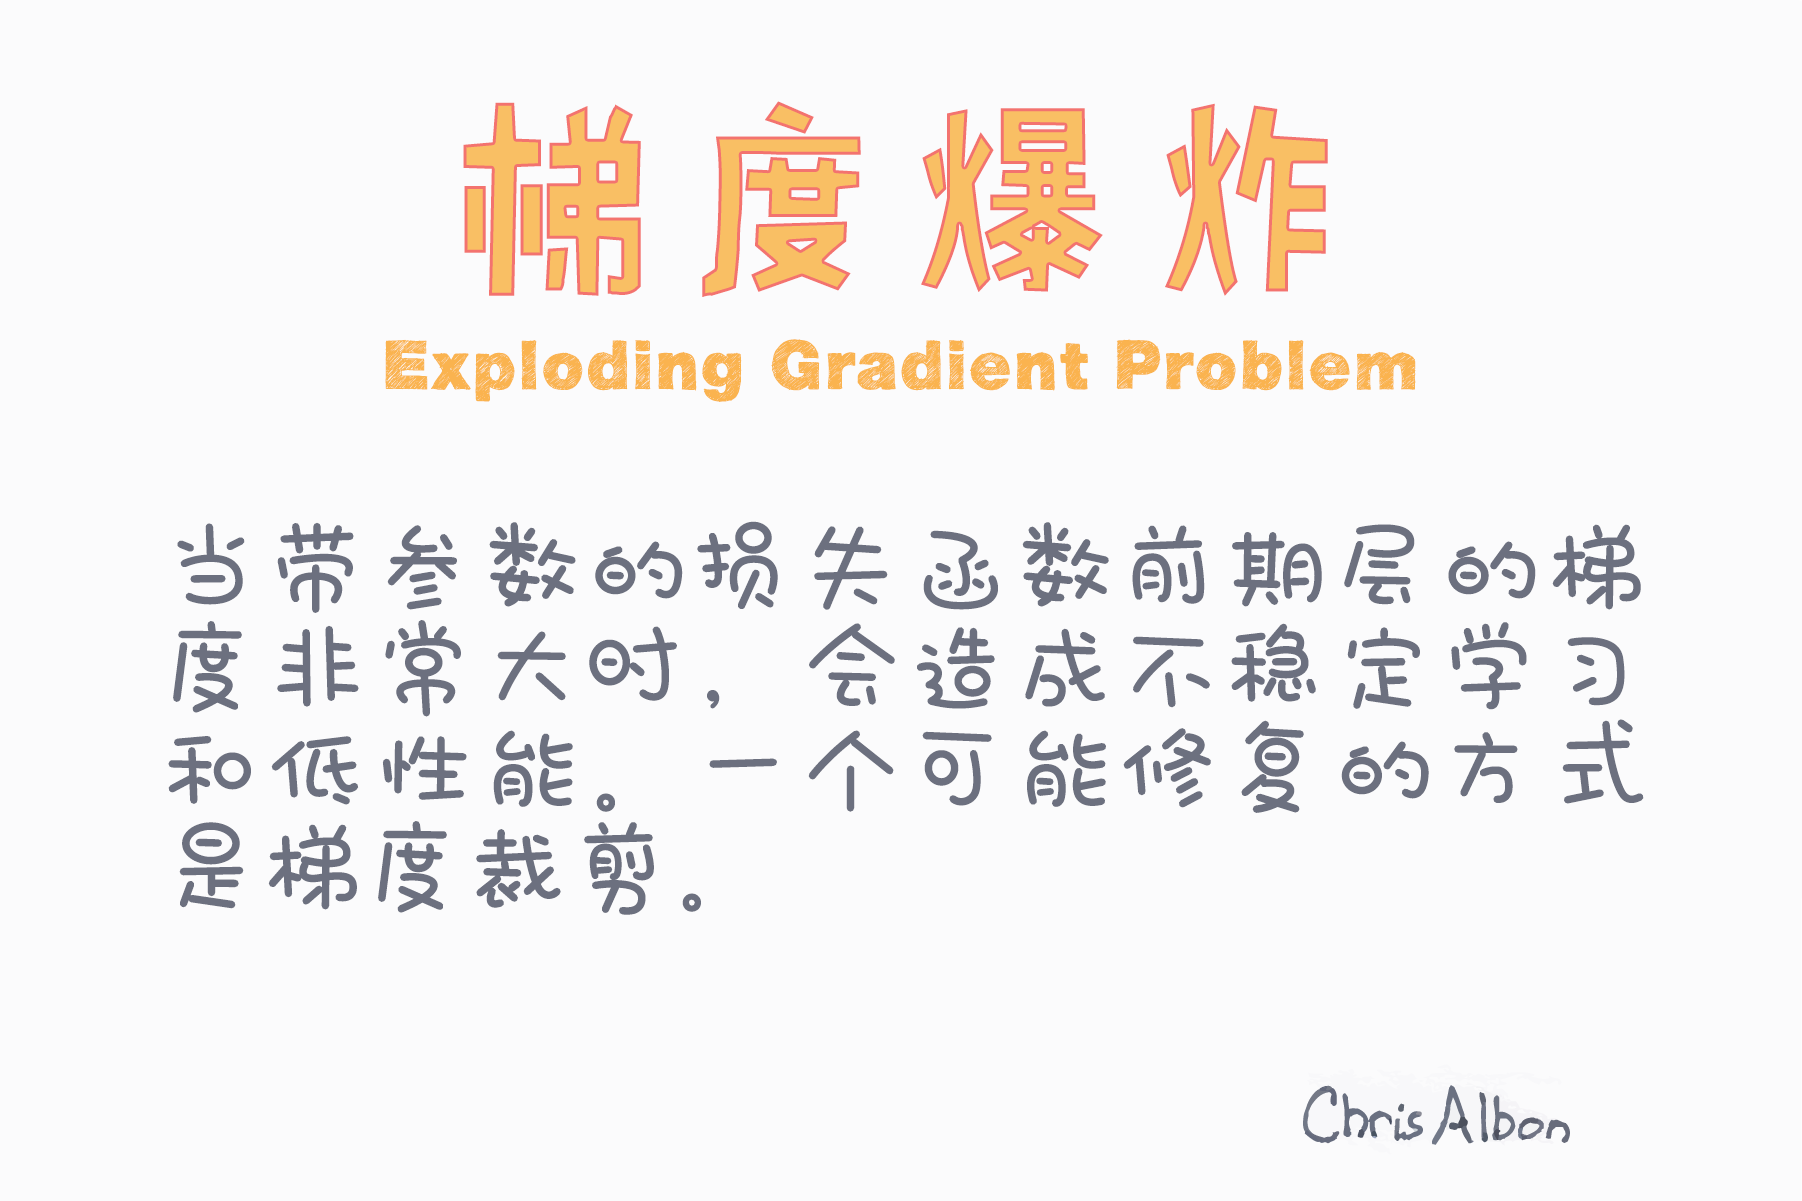 梯度爆炸
Exploding Gradient Problem
当带参数的损失函数前期层的梯
度非常大时，会造成不稳定学习
和低性能。一个可能修复的方式
是梯度裁剪。
Chris Albon